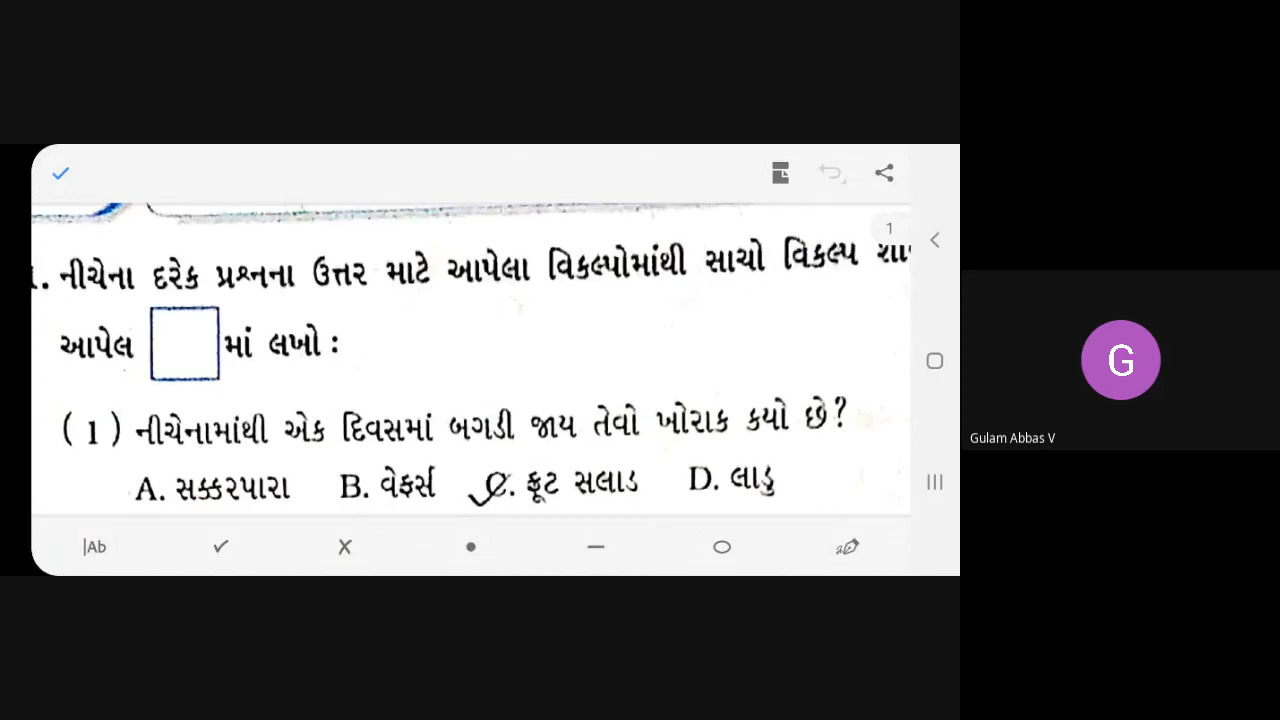 1
1. નીચેના દરેક પ્રશ્નના ઉત્તર માટે આપેલા વિકલ્પોમાંથી સાચો વિકલ્પ
આપેલ માં લખો :
( 1 ) નીચેનામાંથી એક દિવસમાં બગડી જાય તેવો ખોરાક કયો છે?
A. સક્કરપારા B. વેફર્સ C. ફ્રૂટ સલાડ D. લાડુ
|Ab
G
Gulam Abbas V